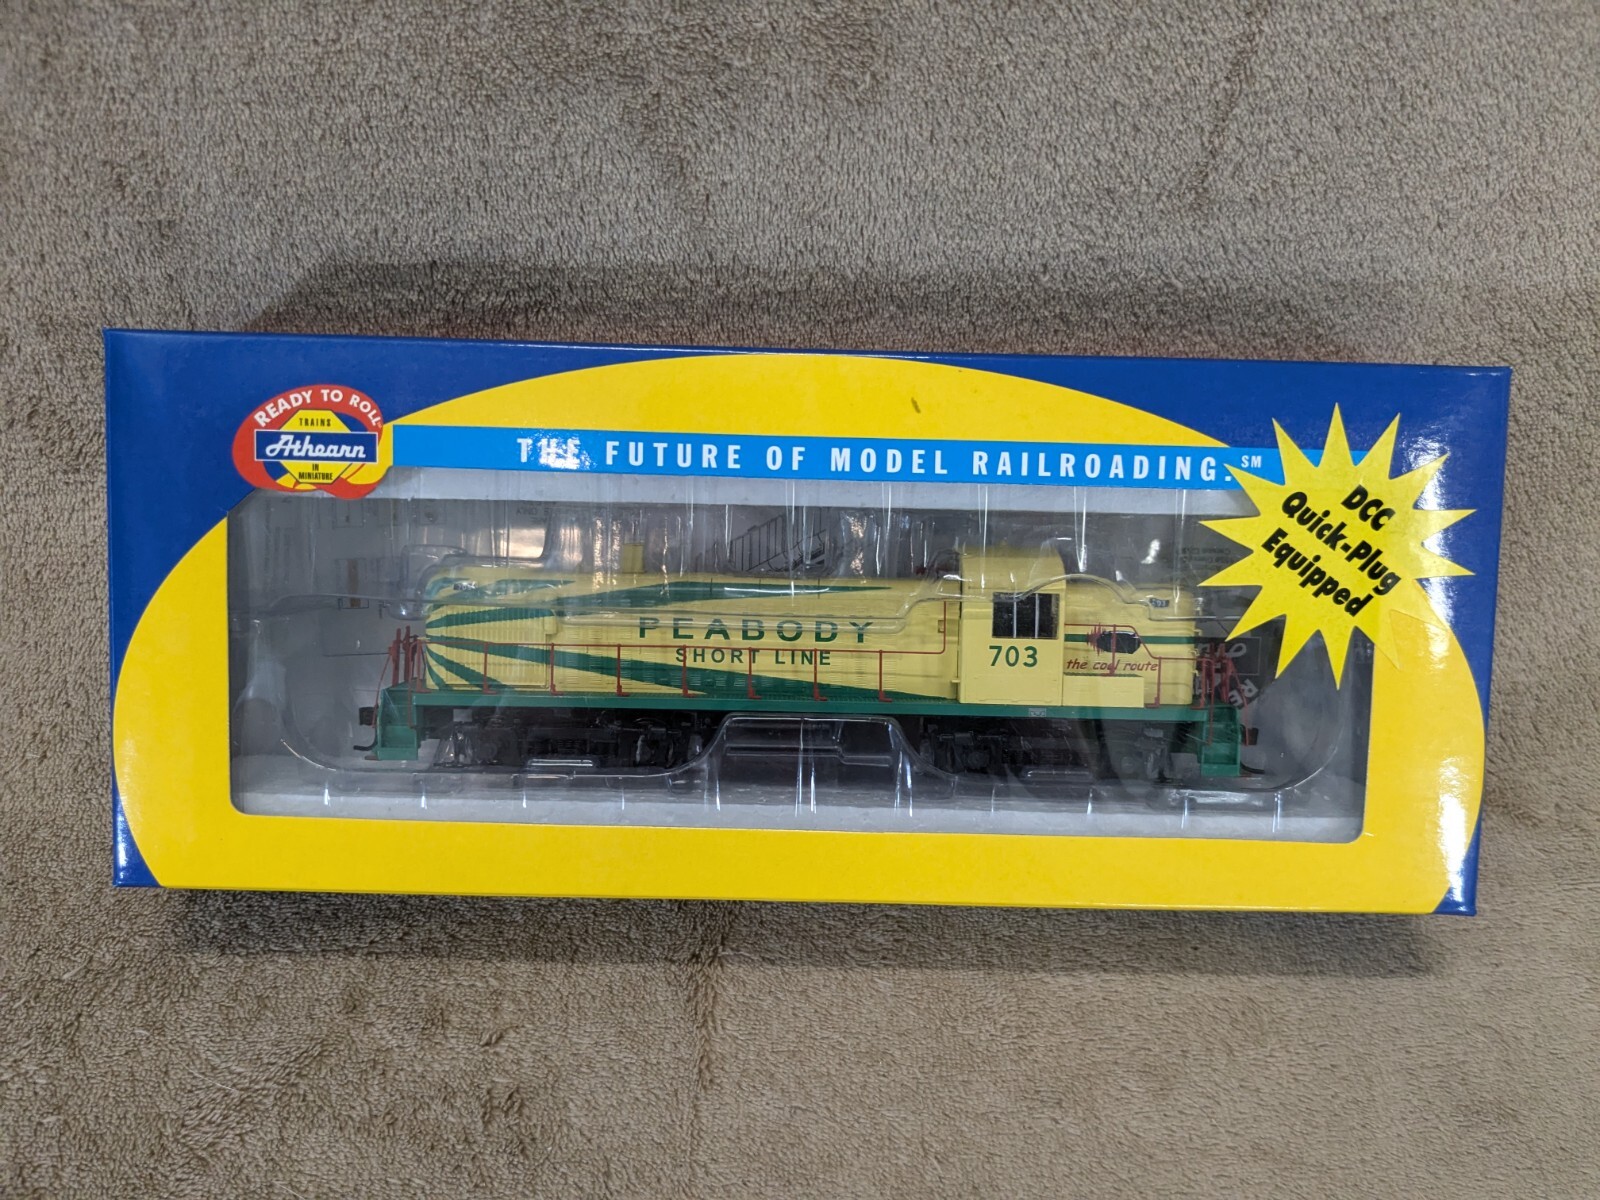 READY TO ROLL
TRAINS
Athearn
IN
MINIATURE
THE FUTURE OF MODEL RAILROADING.SM
DCC
Quick-Plug
Equipped
PEABODY
SHORT LINE
703
the coal route